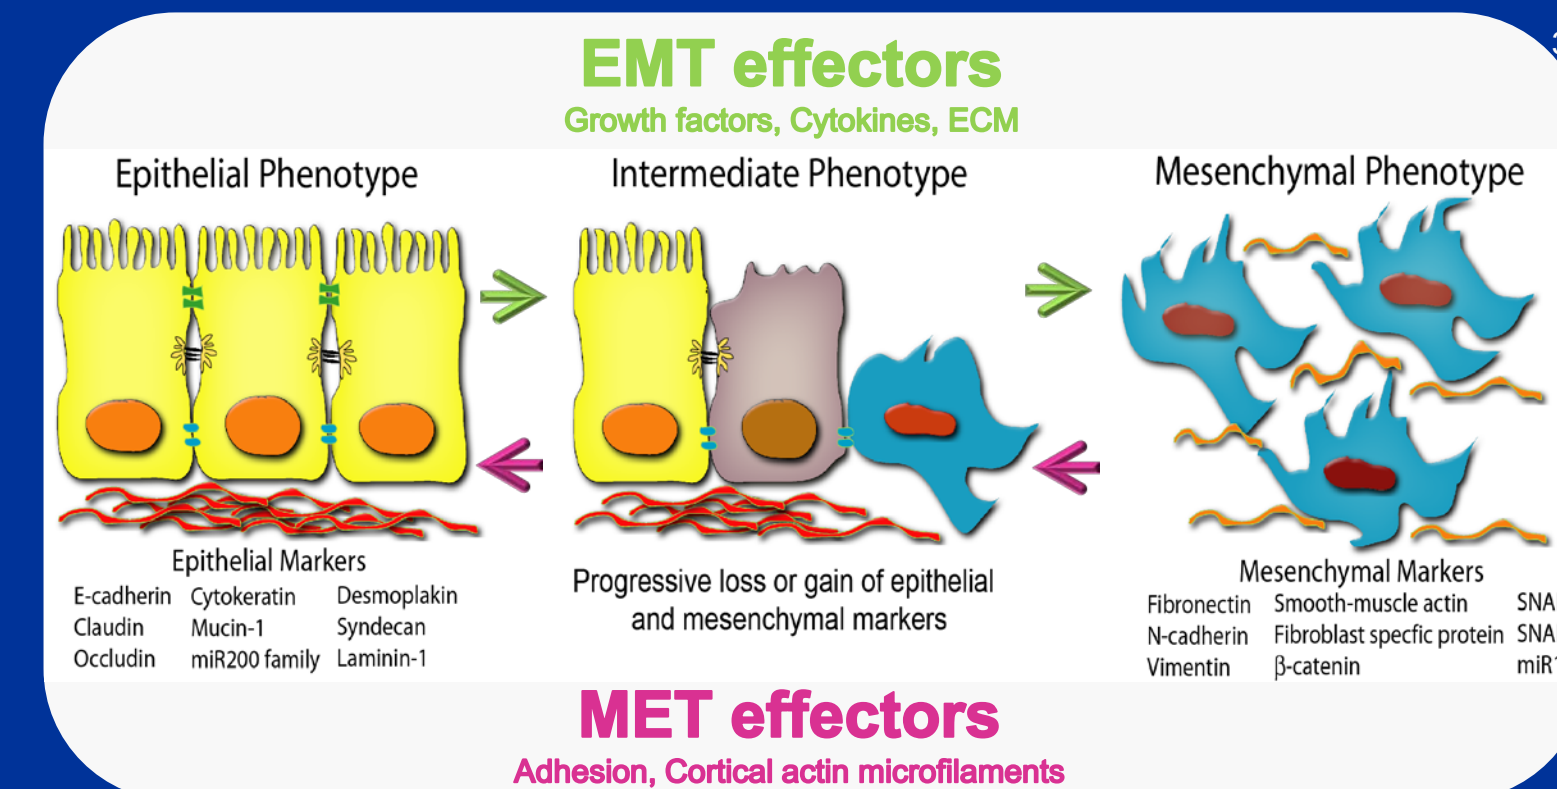 EMT effectors
Growth factors, Cytokines, ECM
Epithelial Phenotype
Intermediate Phenotype
Mesenchymal Phenotype
Epithelial Markers
E-cadherin Cytokeratin Desmoplakin
Claudin Mucin-1 Syndecan
Occludin miR200 family Laminin-1
Progressive loss or gain of epithelial
and mesenchymal markers
Mesenchymal Markers
Fibronectin Smooth-muscle actin
N-cadherin Fibroblast specfic protein
Vimentin β-catenin
MET effectors
Adhesion, Cortical actin microfilaments